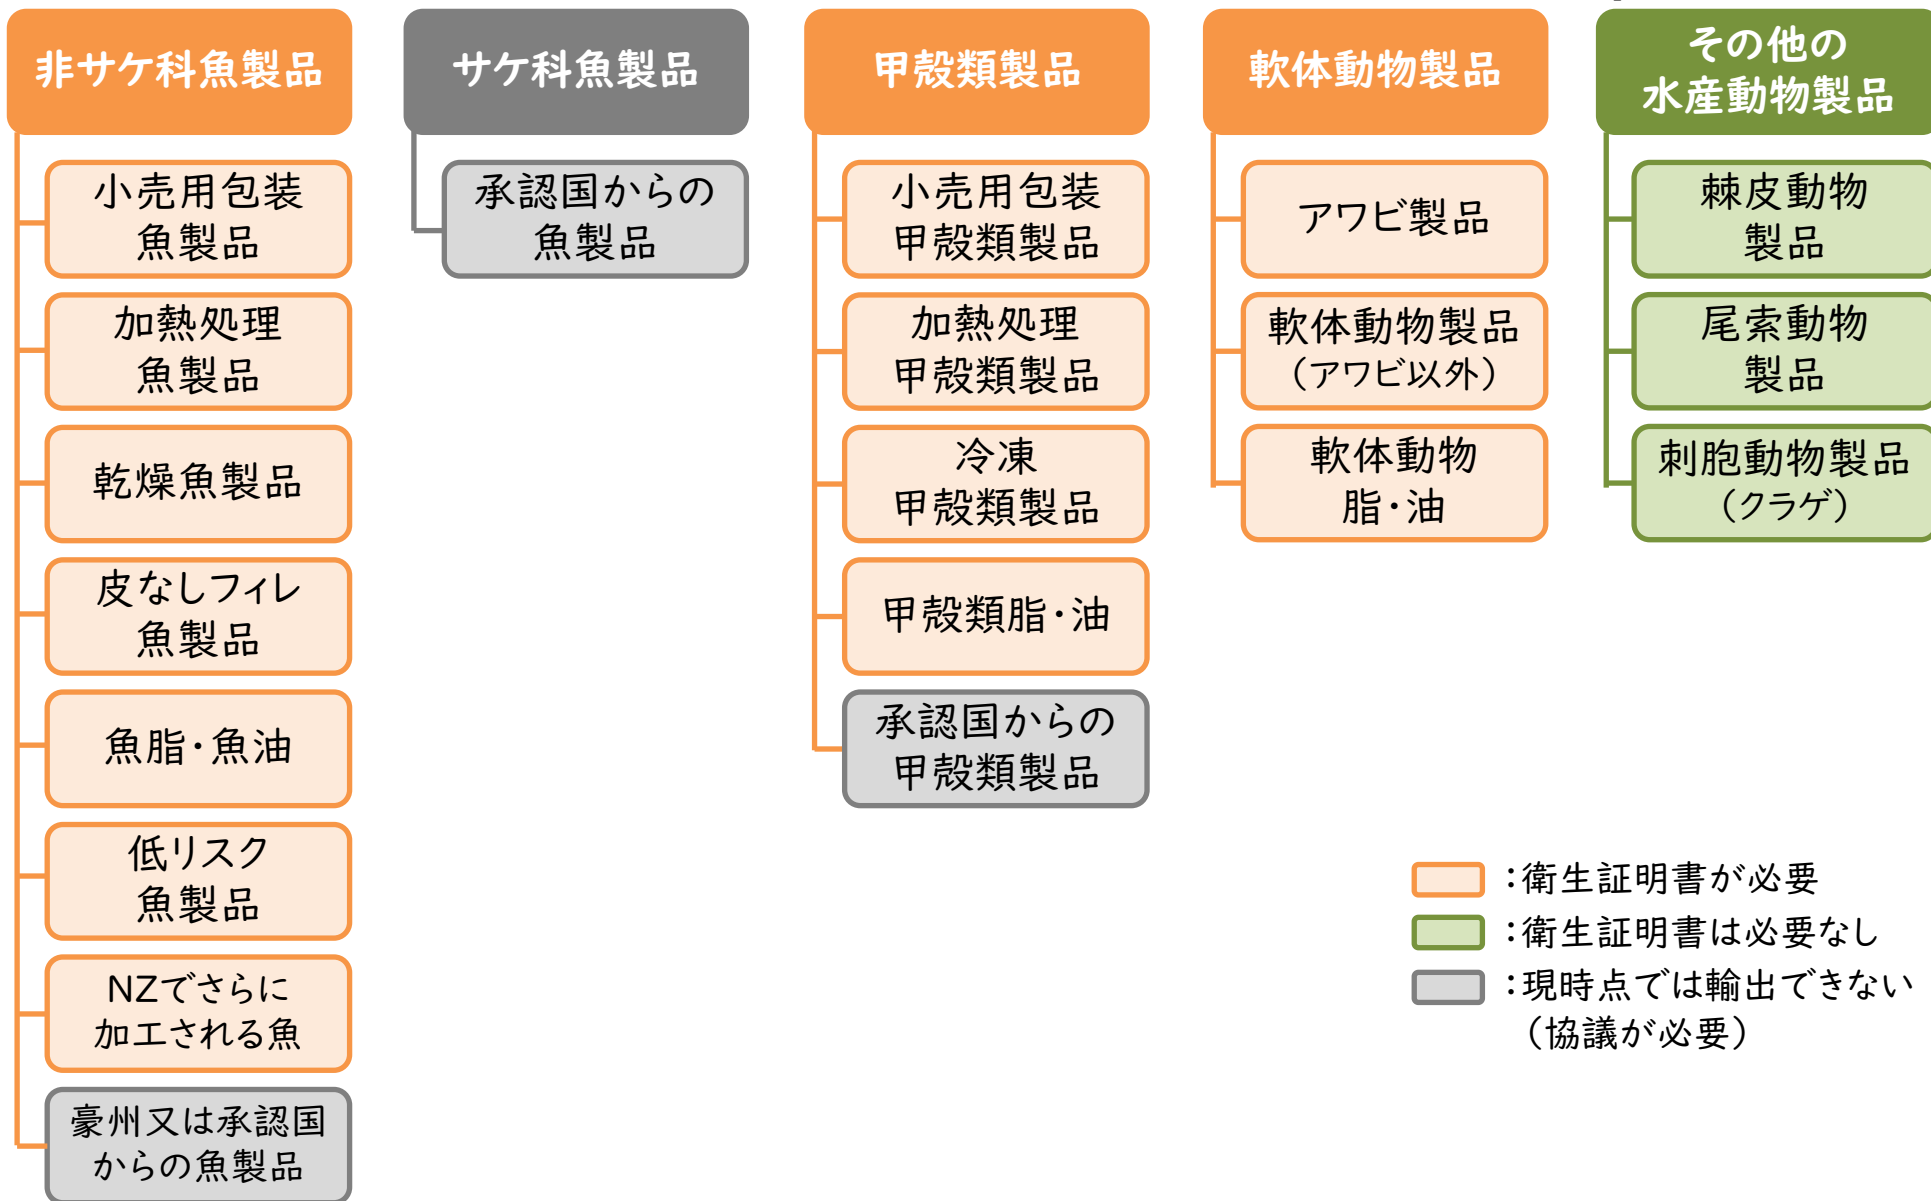 非サケ科魚製品
小売用包装
魚製品
加熱処理
魚製品
乾燥魚製品
皮なしフィレ
魚製品
魚脂・魚油
低リスク
魚製品
NZでさらに
加工される魚
豪州又は承認国
からの魚製品
サケ科魚製品
承認国からの
魚製品
甲殻類製品
小売用包装
甲殻類製品
加熱処理
甲殻類製品
冷凍
甲殻類製品
甲殻類脂・油
承認国からの
甲殻類製品
軟体動物製品
アワビ製品
軟体動物製品
(アワビ以外)
軟体動物
脂・油
その他の
水産動物製品
棘皮動物
製品
尾索動物
製品
刺胞動物製品
(クラゲ)
:衛生証明書が必要
:衛生証明書は必要なし
:現時点では輸出できない
(協議が必要)